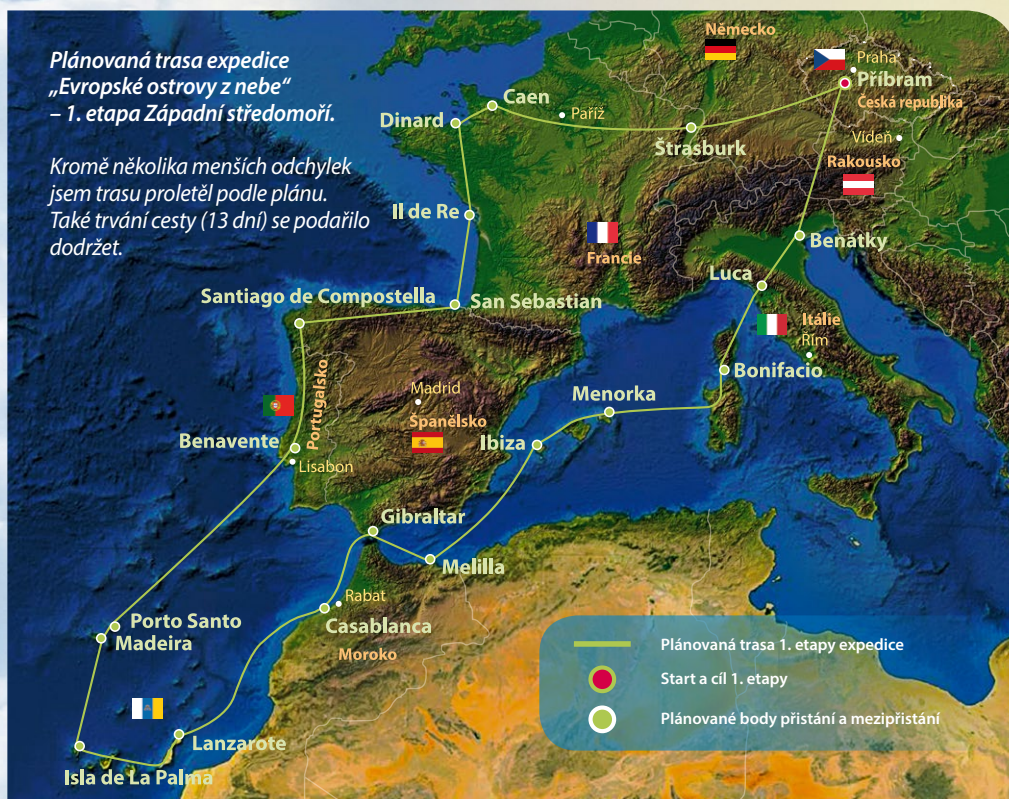 Plánovaná trasa expedice
„Evropské ostrovy z nebe“
– 1. etapa Západní středomoří.
Kromě několika menších odchylek
jsem trasu proletěl podle plánu.
Také trvání cesty (13 dní) se podařilo
dodržet.
Německo
Praha
Příbram
Česká republika
Caen
Paříž
Dinard
Štrasburk
Vídeň
Rakousko
Il de Re
Francie
Benátky
Luca
Santiago de Compostella
San Sebastian
Itálie
Řím
Bonifacio
Portugalsko
Madrid
Menorka
Španělsko
Benavente
Ibiza
Lisabon
Gibraltar
Melilla
Rabat
Casablanca
Moroko
Porto Santo
Madeira
Lanzarote
Isla de La Palma
Plánovaná trasa 1. etapy expedice
Start a cíl 1. etapy
Plánované body přistání a mezipřistání